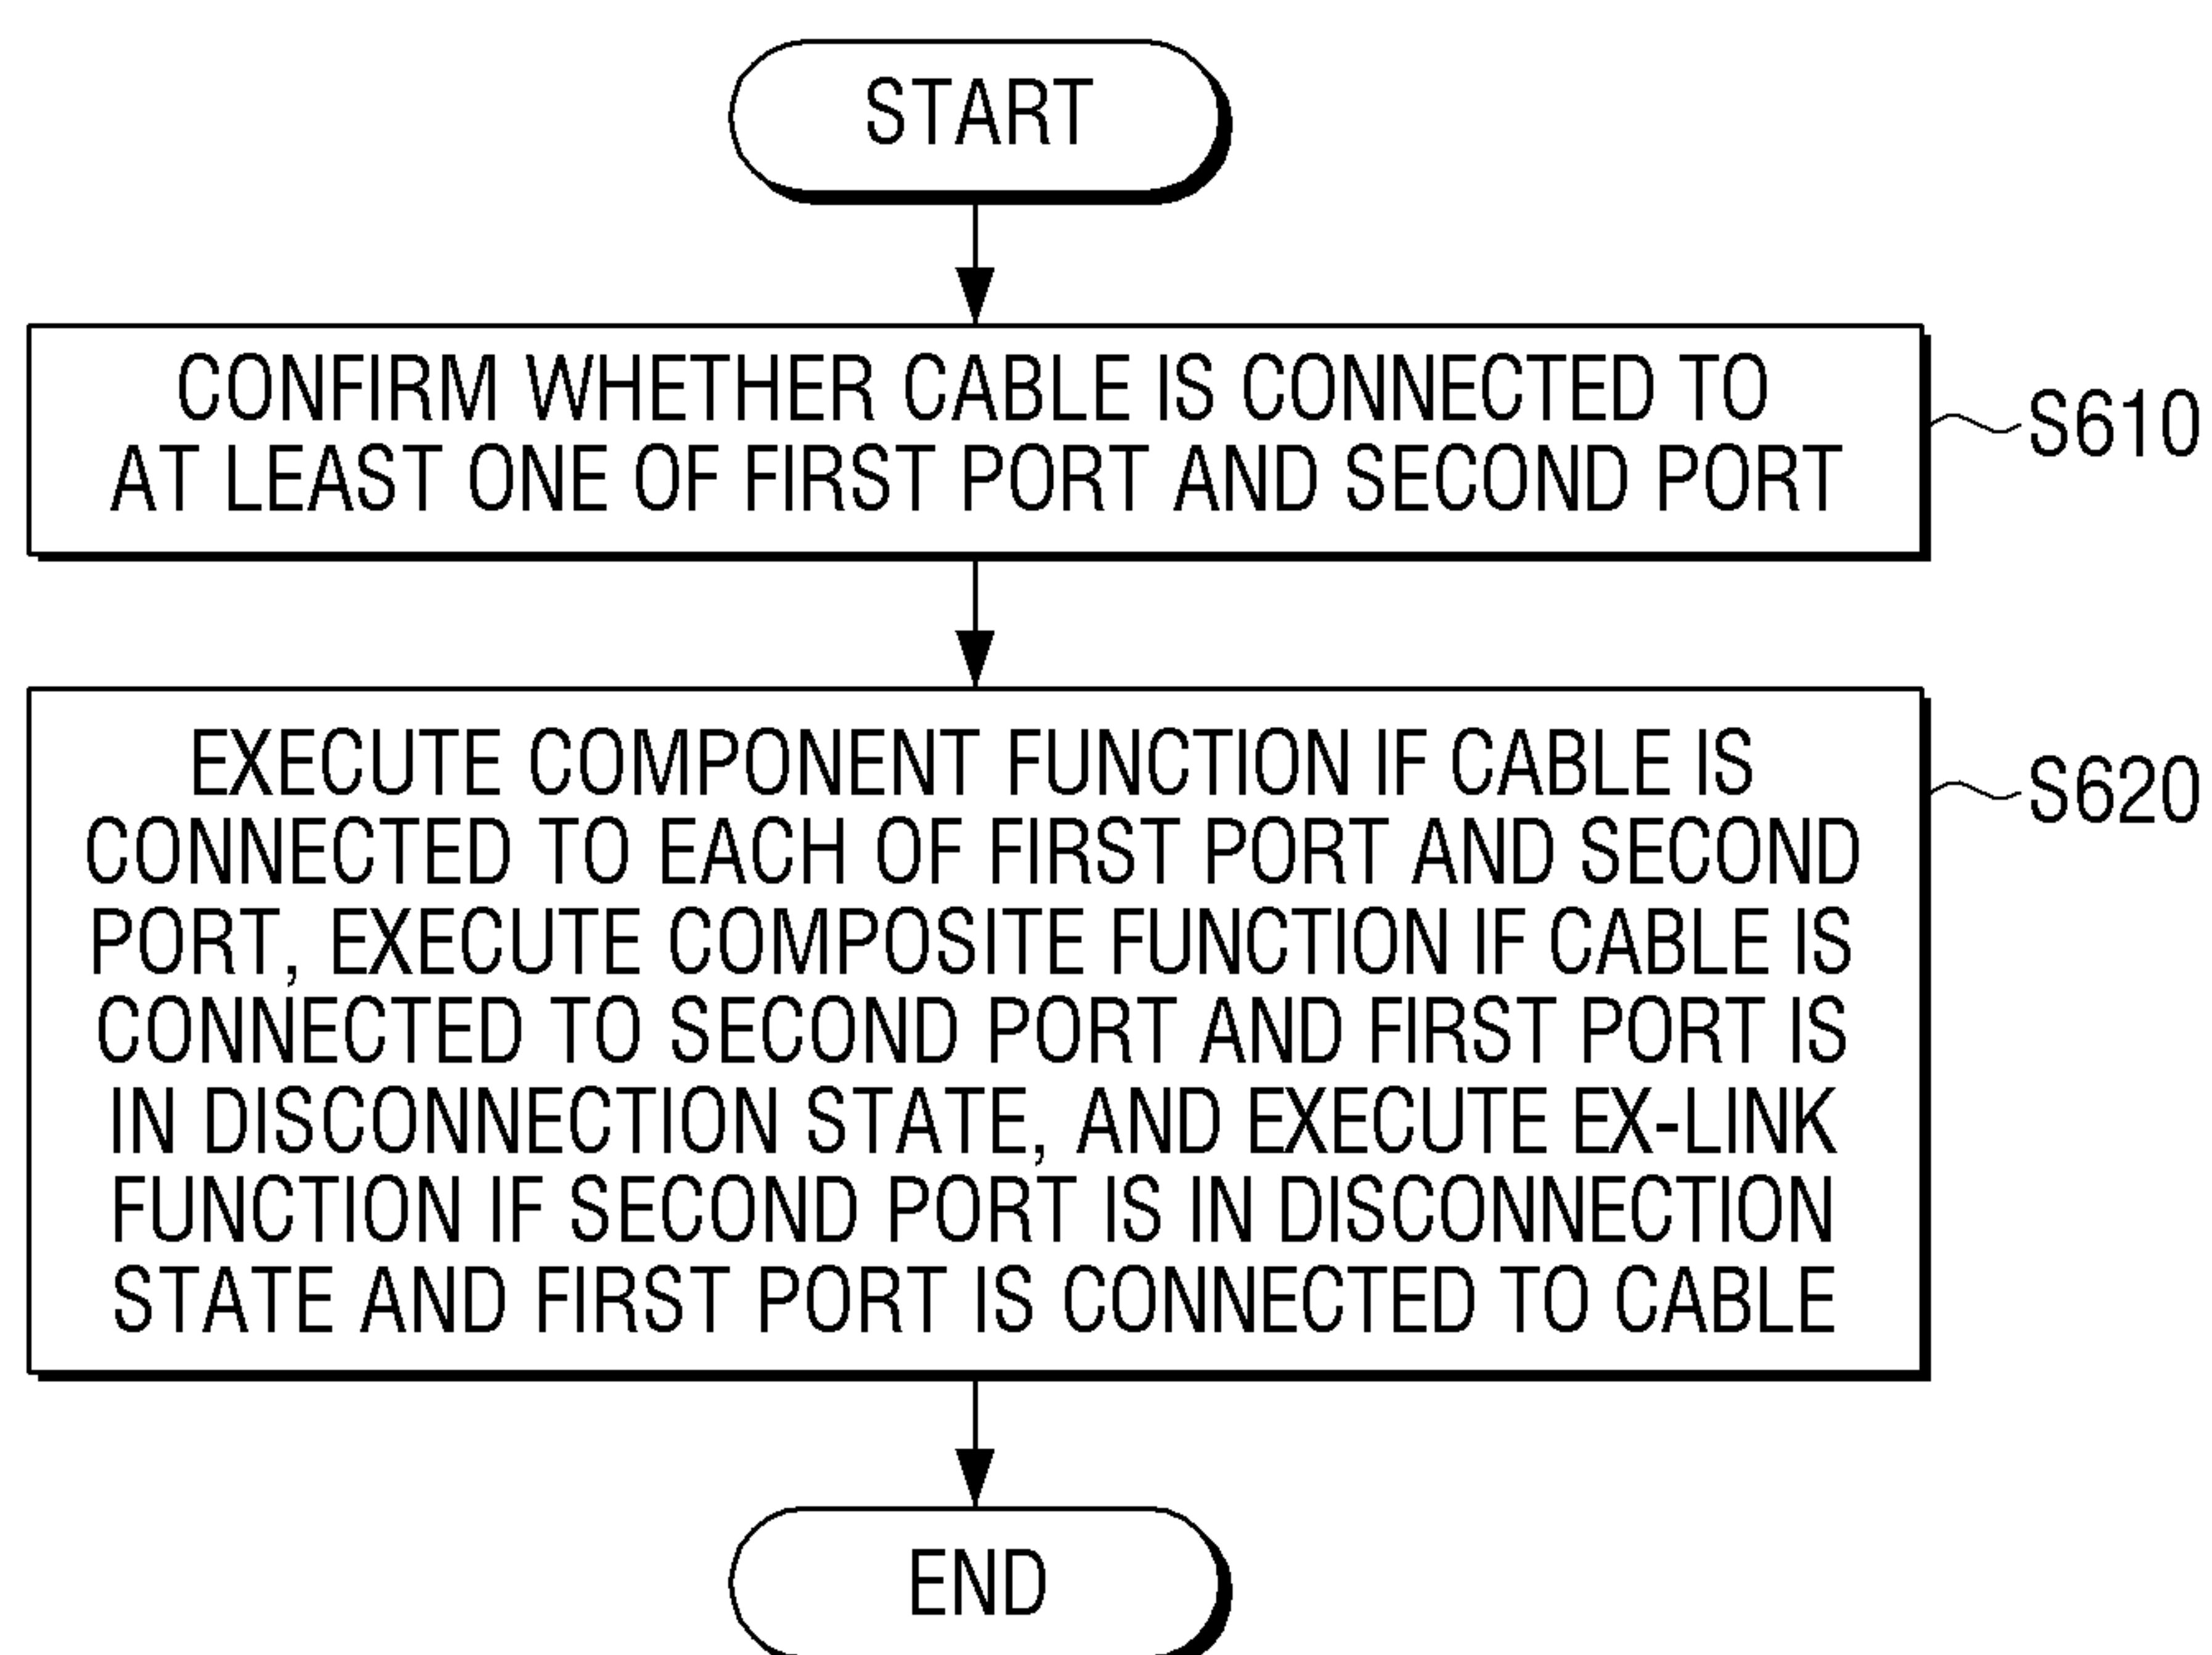 START
CONFIRM WHETHER CABLE IS CONNECTED TO
AT LEAST ONE OF FIRST PORT AND SECOND PORT
S610
EXECUTE COMPONENT FUNCTION IF CABLE IS
CONNECTED TO EACH OF FIRST PORT AND SECOND
PORT, EXECUTE COMPOSITE FUNCTION IF CABLE IS
CONNECTED TO SECOND PORT AND FIRST PORT IS
IN DISCONNECTION STATE, AND EXECUTE EX-LINK
FUNCTION IF SECOND PORT IS IN DISCONNECTION
STATE AND FIRST PORT IS CONNECTED TO CABLE
S620
END